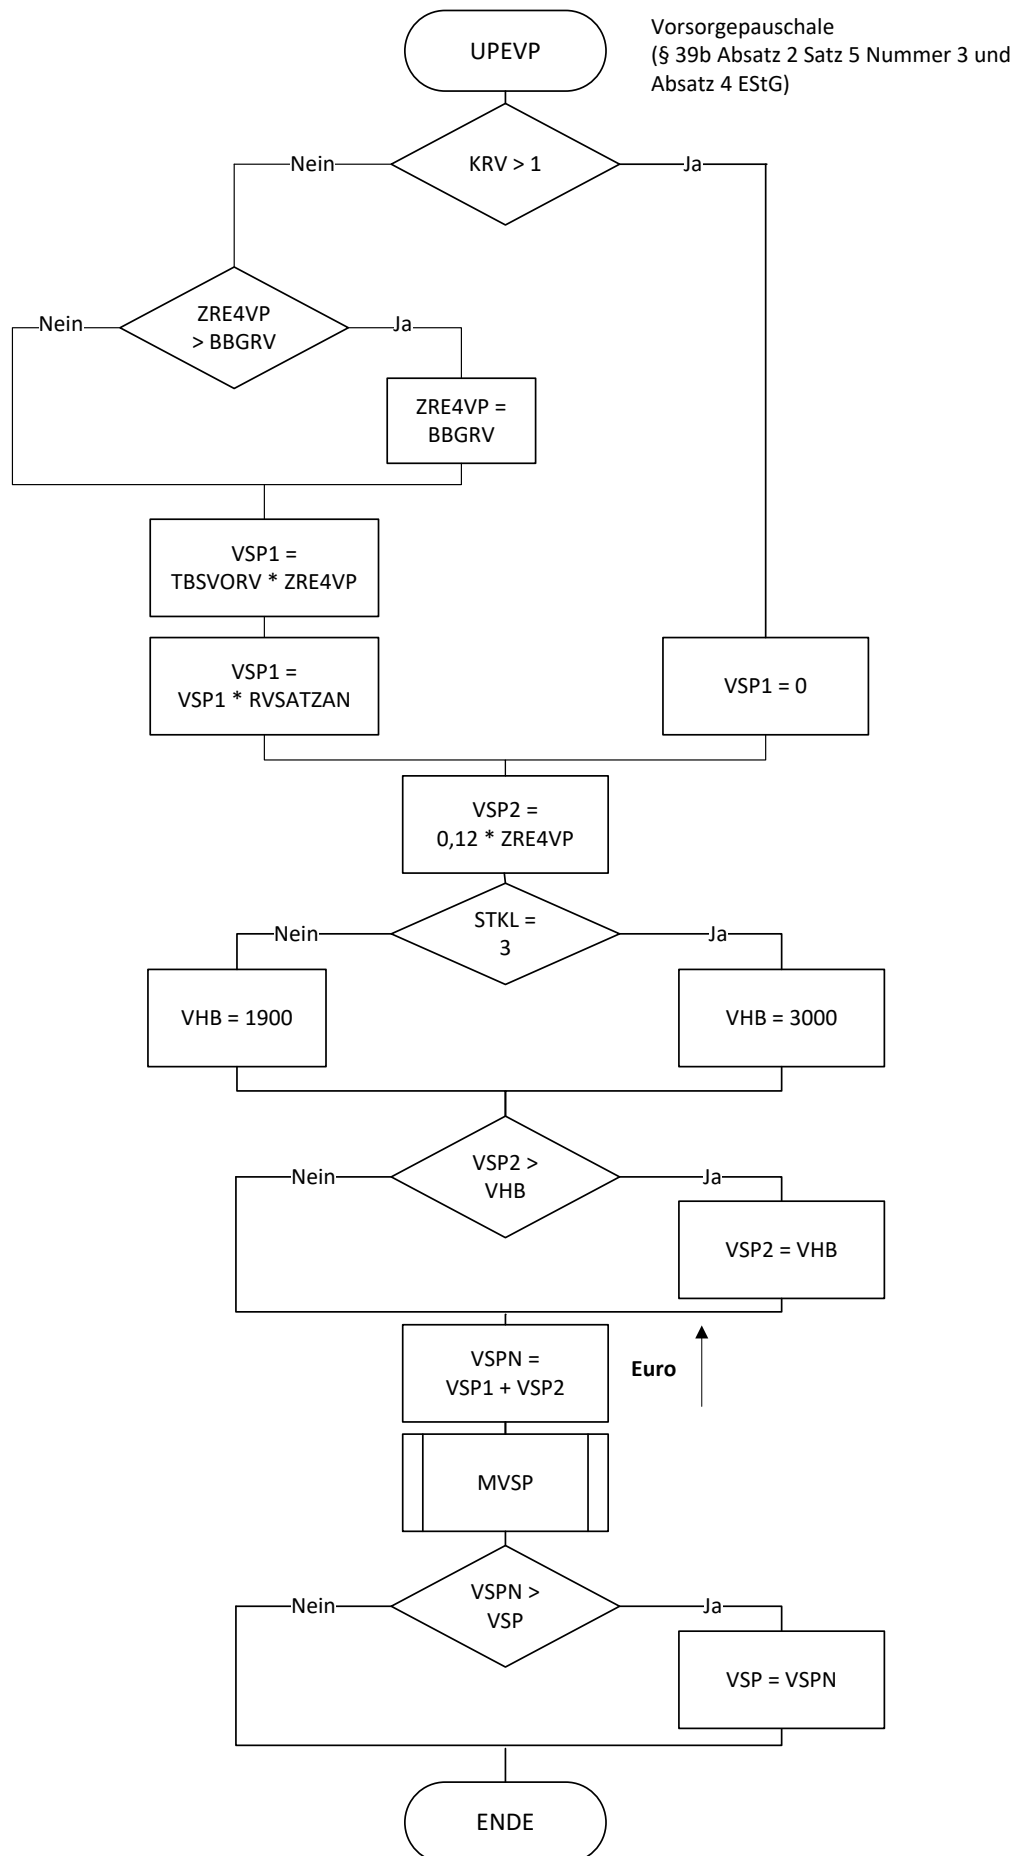 UPEVP
Vorsorgepauschale
(§ 39b Absatz 2 Satz 5 Nummer 3 und
Absatz 4 EStG)
Nein
KRV > 1
Ja
Nein
ZRE4VP
> BBGRV
Ja
ZRE4VP =
BBGRV
VSP1 =
TBSVORV * ZRE4VP
VSP1 =
VSP1 * RVSATZAN
VSP1 = 0
VSP2 =
0,12 * ZRE4VP
Nein
STKL =
3
Ja
VHB = 1900
VHB = 3000
Nein
VSP2 >
VHB
Ja
VSP2 = VHB
VSPN =
VSP1 + VSP2
Euro
MVSP
Nein
VSPN >
VSP
Ja
VSP = VSPN
ENDE